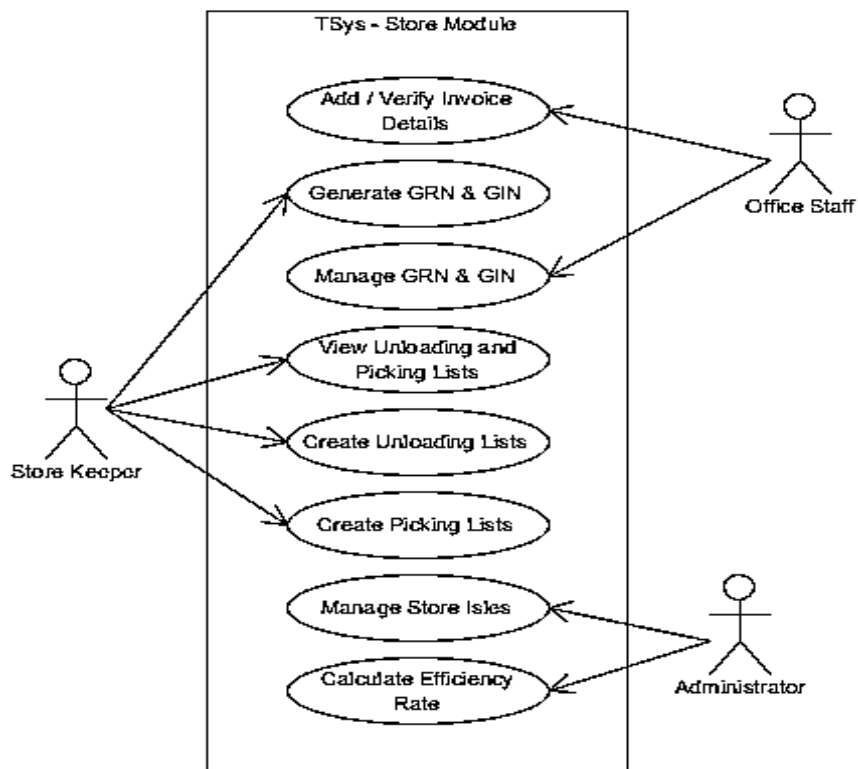 TSys - Store Module
Add / Verify Invoice
Details
Generate GRN & GIN
Office Staff
Manage GRN & GIN
View Unloading and
Picking Lists
Create Unloading Lists
Store Keeper
Create Picking Lists
Manage Store Isles
Calculate Efficiency
Rate
Administrator